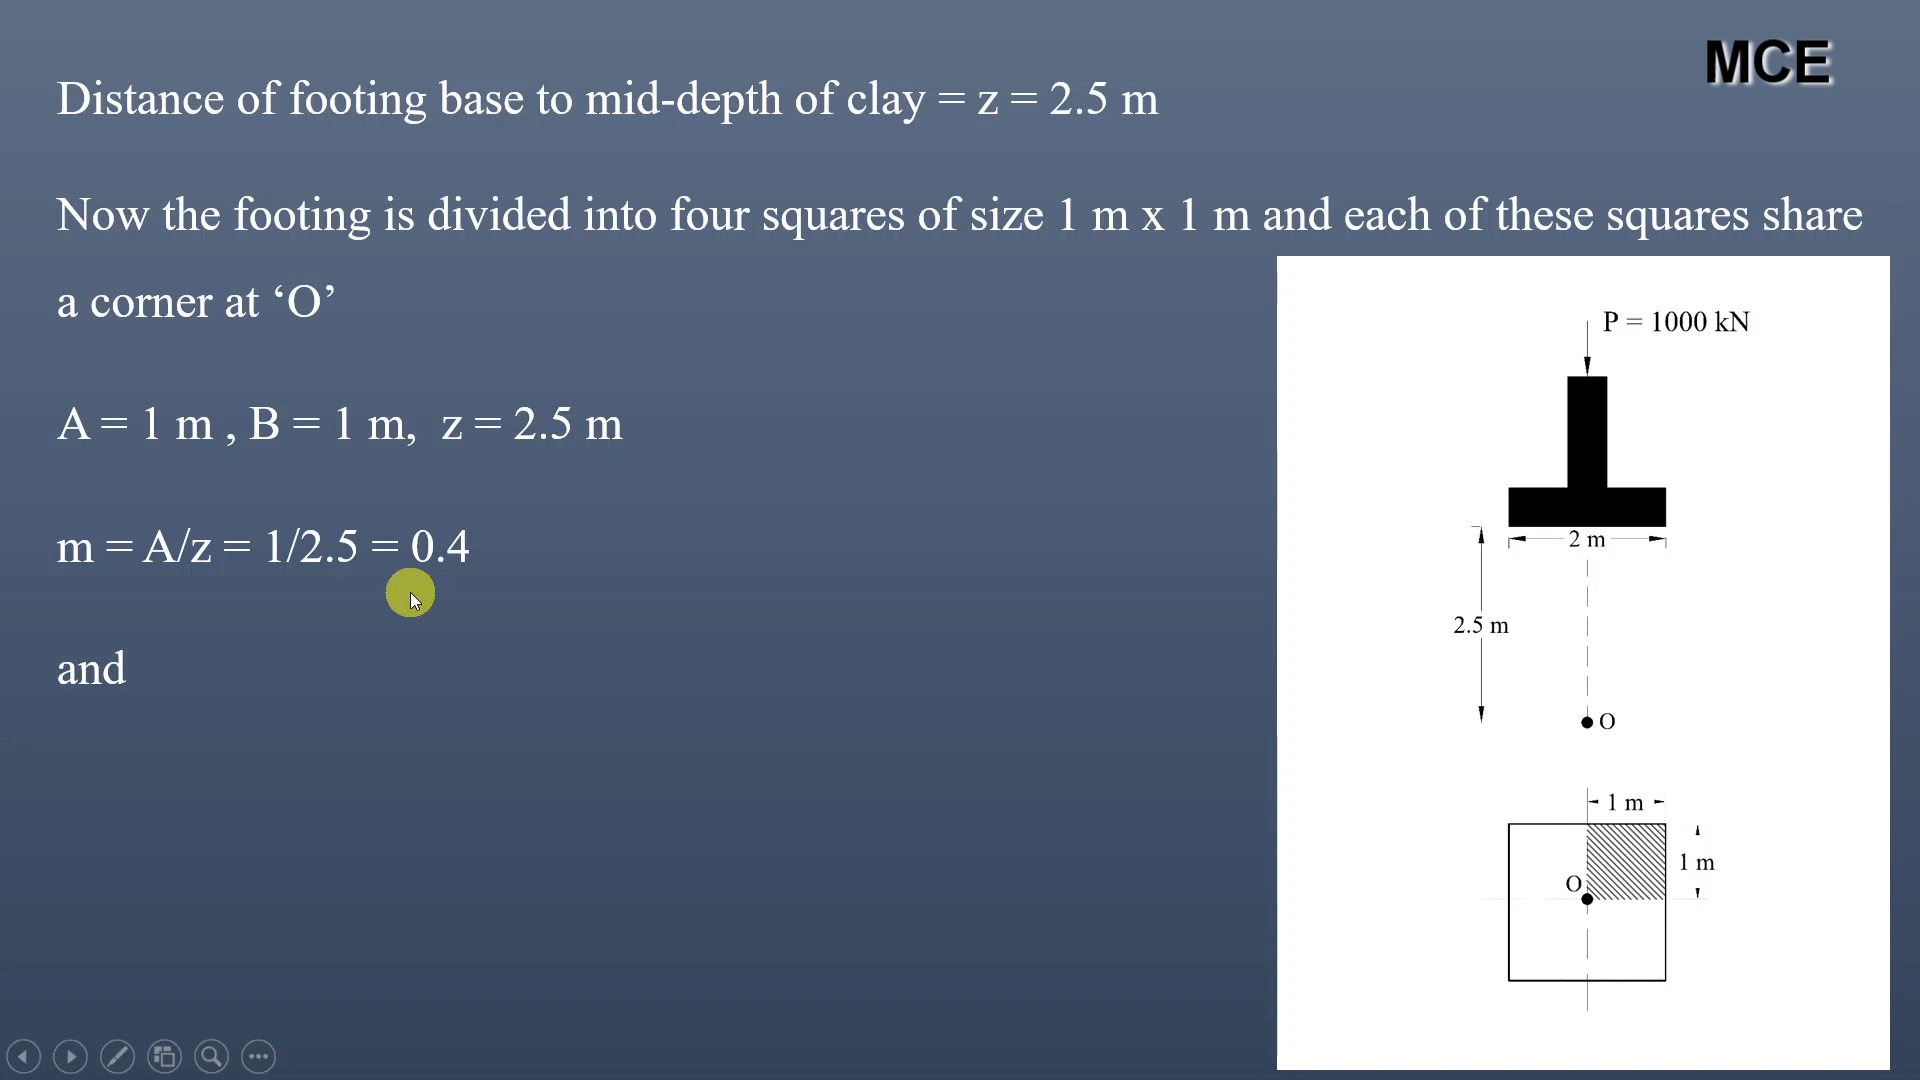 MCE
Distance of footing base to mid-depth of clay = z = 2.5 m
Now the footing is divided into four squares of size 1 m x 1 m and each of these squares share
a corner at ‘O’
A = 1 m , B = 1 m, z = 2.5 m
m = A/z = 1/2.5 = 0.4
and
P = 1000 kN
2 m
2.5 m
O
1 m
1 m
O